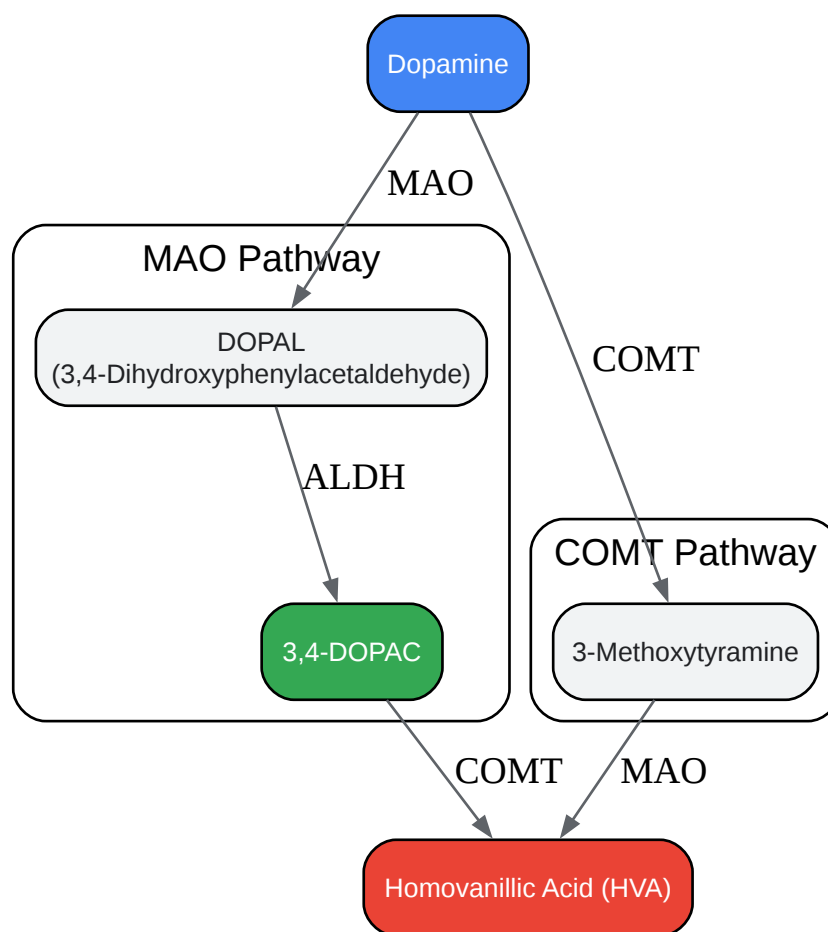 Dopamine
MAO
MAO Pathway
DOPAL
(3,4-Dihydroxyphenylacetaldehyde)
COMT
ALDH
COMT Pathway
3,4-DOPAC
3-Methoxytyramine
COMT
MAO
Homovanillic Acid (HVA)